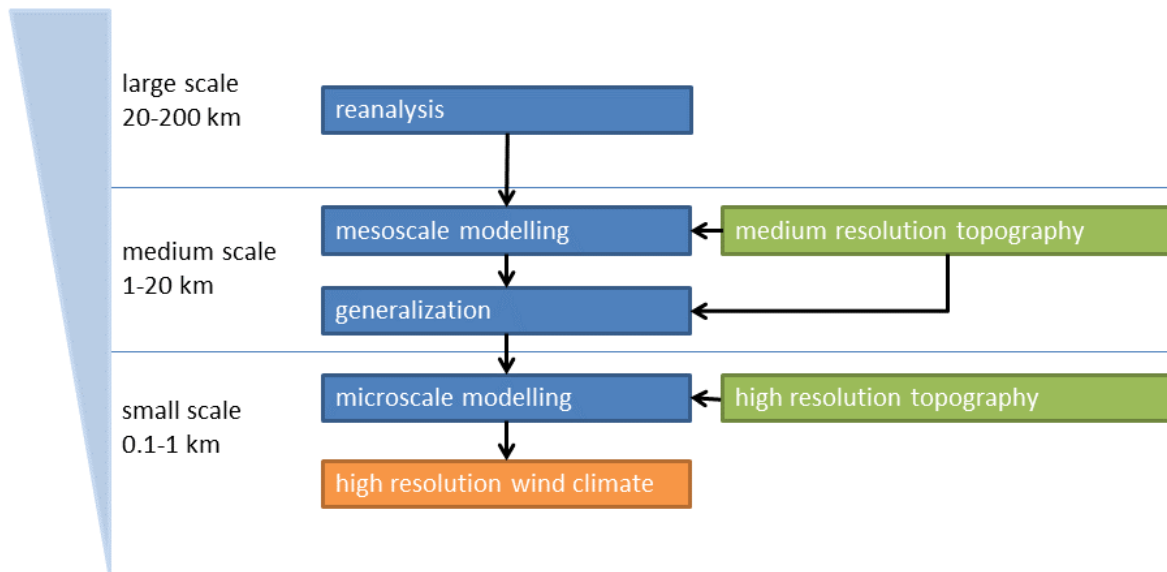 large scale
20-200 km
reanalysis
medium scale
1-20 km
mesoscale modelling
medium resolution topography
generalization
small scale
0.1-1 km
microscale modelling
high resolution topography
high resolution wind climate